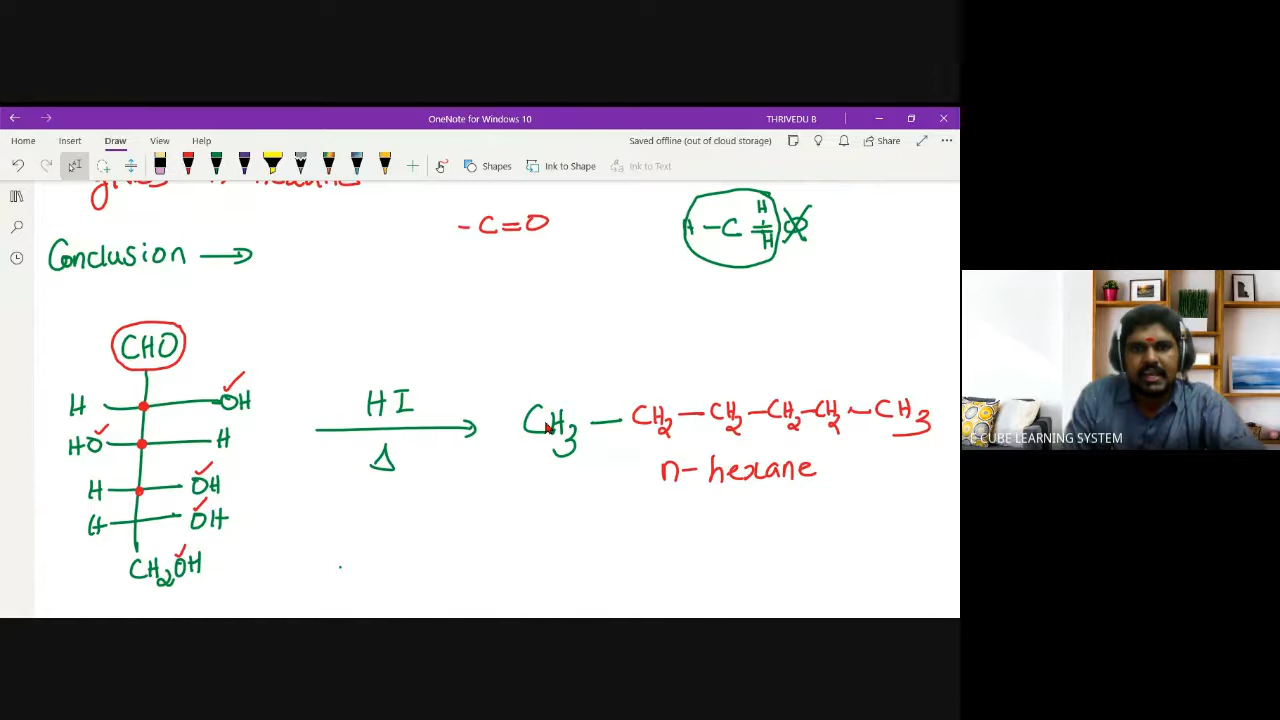 OneNote for Windows 10
THRIVEDU B
Home Insert Draw View Help
Saved offline (out of cloud storage)
Share
Shapes
Ink to Shape
Ink to Text
n-hexane
-C=O
H -C H H O
Conclusion →
CHO
H OH
HO H
H OH
H OH
CH2OH
HI
Δ
CH3 - CH2 - CH2 - CH2 - CH2 - CH3
n-hexane
C CUBE LEARNING SYSTEM